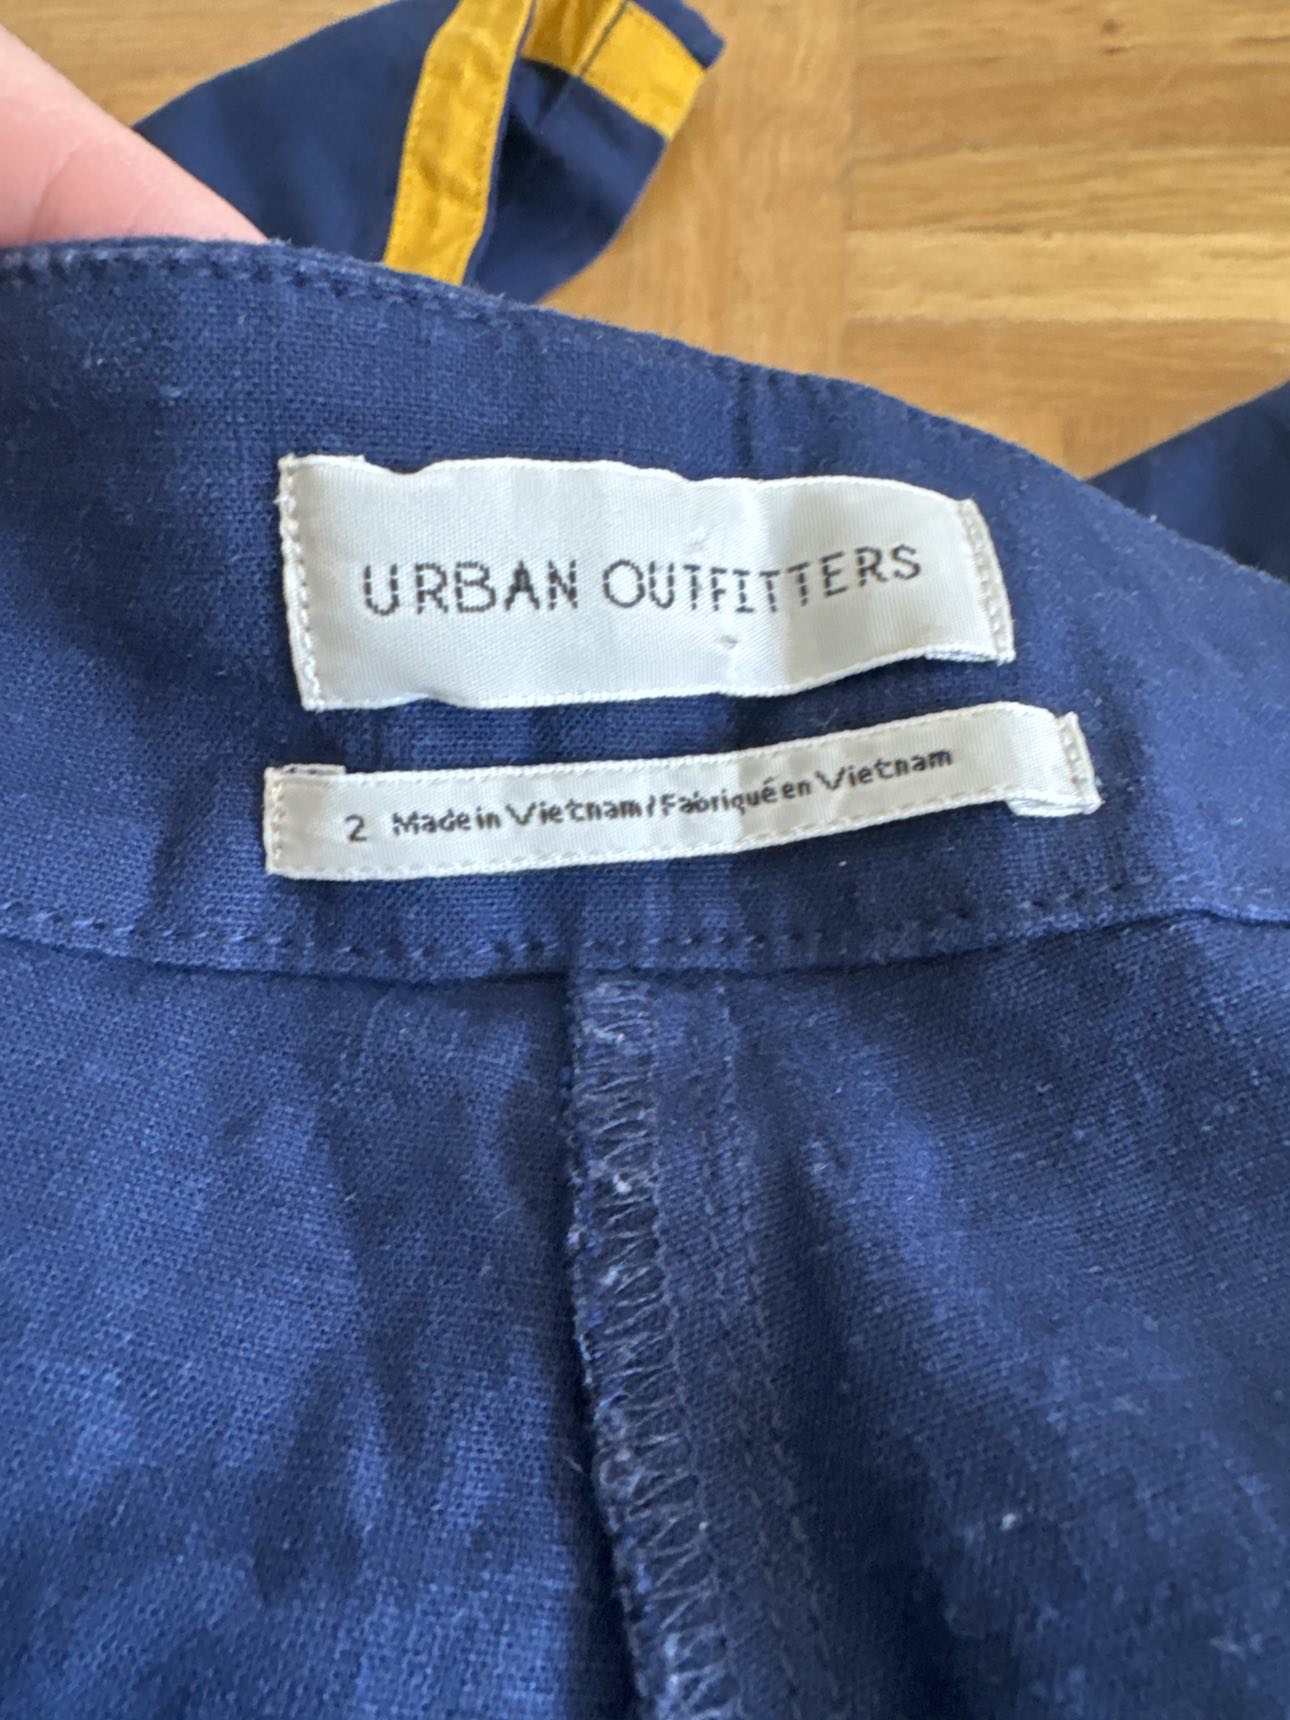 URBAN OUTFITTERS
2 Made in Vietnam / Fabriqué en Vietnam